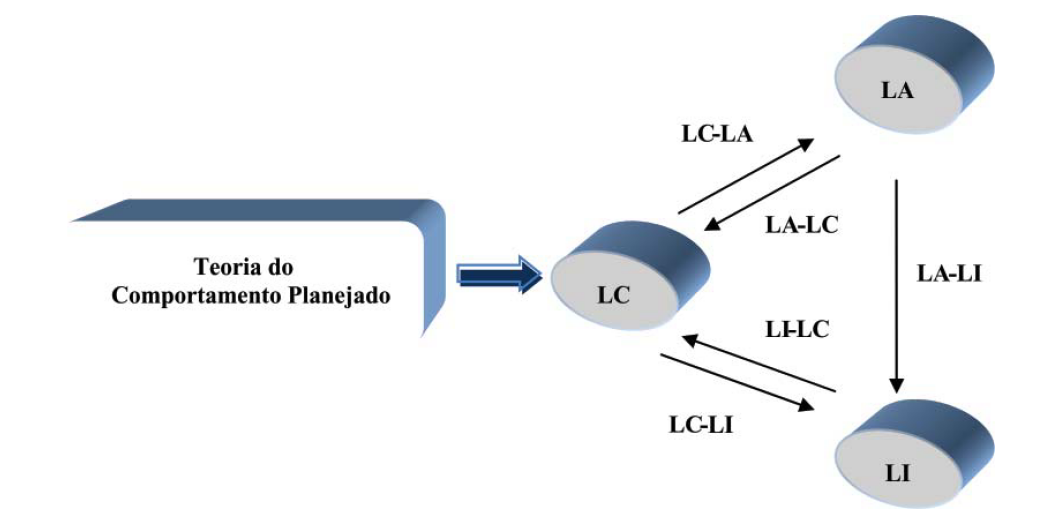 LA
LC-LA
LA-LC
Teoria do
Comportamento Planejado
LC
LA-LI
LI-LC
LC-LI
LI